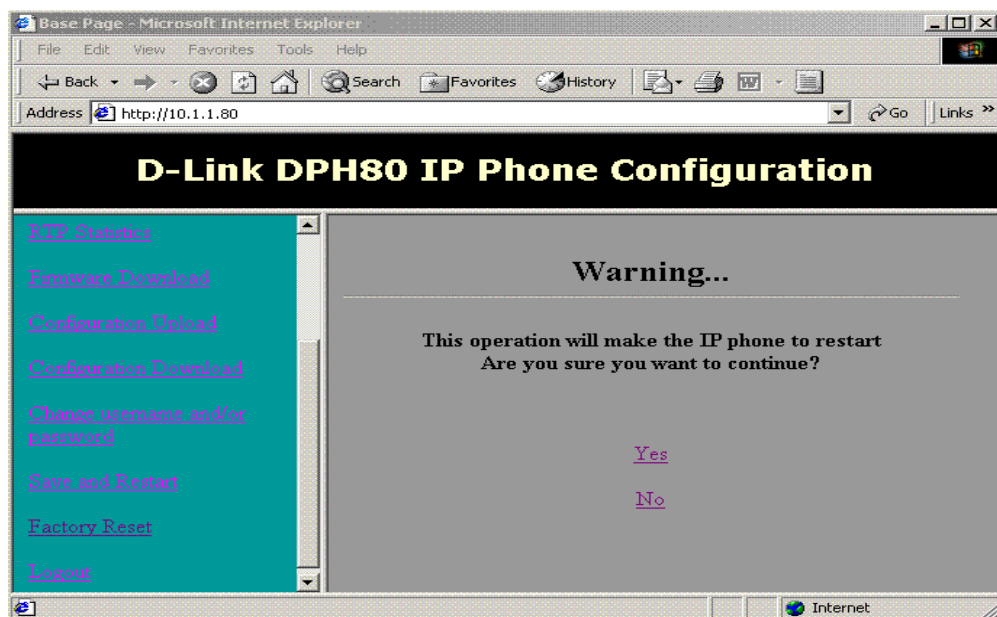 Base Page - Microsoft Internet Explorer
File Edit View Favorites Tools Help
Back Search Favorites History
Address http://10.1.1.80 Go Links »
D-Link DPH80 IP Phone Configuration
RTP Statistics
Firmware Download
Configuration Upload
Configuration Download
Change username and/or
password
Save and Restart
Factory Reset
Logout
Warning...
This operation will make the IP phone to restart
Are you sure you want to continue?
Yes
No
Internet